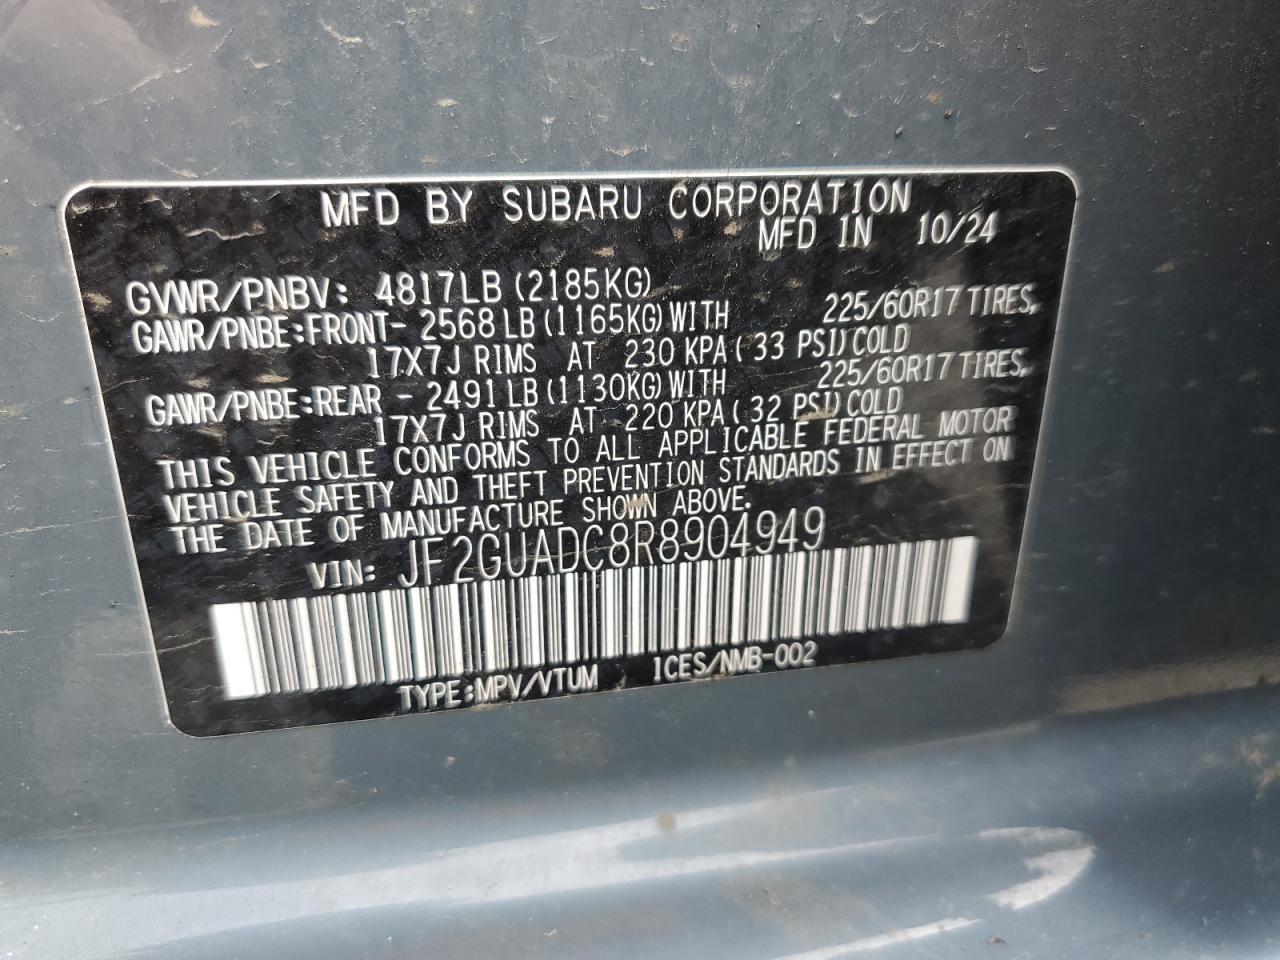 MFD BY SUBARU CORPORATION
MFD IN 10/24
GVWR/PNBV: 4817LB (2185KG)
GAWR/PNBE:FRONT- 2568LB(1165KG)WITH 225/60R17 TIRES,
17X7J RIMS AT 230 KPA( 33 PSI)COLD
GAWR/PNBE:REAR - 2491LB(1130KG)WITH 225/60R17 TIRES,
17X7J RIMS AT 220 KPA( 32 PSI)COLD
THIS VEHICLE CONFORMS TO ALL APPLICABLE FEDERAL MOTOR
VEHICLE SAFETY AND THEFT PREVENTION STANDARDS IN EFFECT ON
THE DATE OF MANUFACTURE SHOWN ABOVE.
VIN: JF2GUADC8R8904949
TYPE:MPV/VTUM ICES/NMB-002